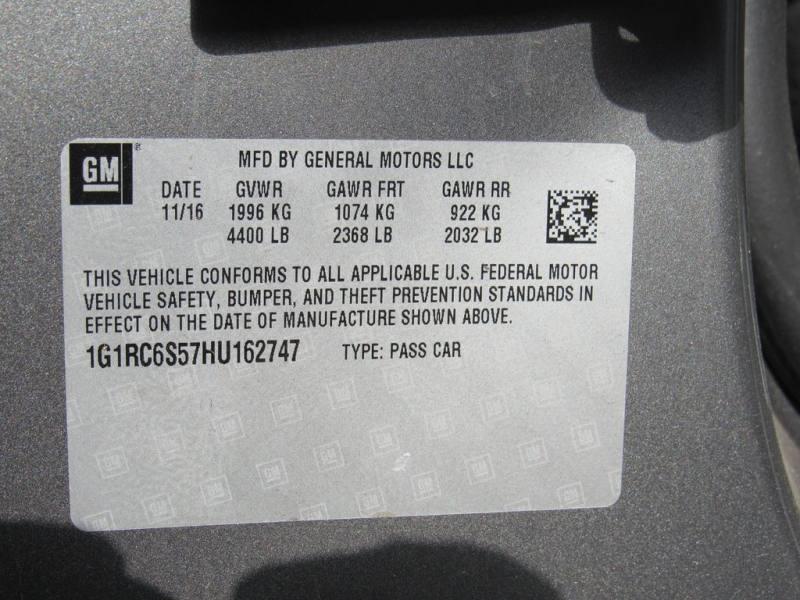 GM MFD BY GENERAL MOTORS LLC
DATE GVWR GAWR FRT GAWR RR
11/16 1996 KG 1074 KG 922 KG
4400 LB 2368 LB 2032 LB
THIS VEHICLE CONFORMS TO ALL APPLICABLE U.S. FEDERAL MOTOR
VEHICLE SAFETY, BUMPER, AND THEFT PREVENTION STANDARDS IN
EFFECT ON THE DATE OF MANUFACTURE SHOWN ABOVE.
1G1RC6S57HU162747 TYPE: PASS CAR